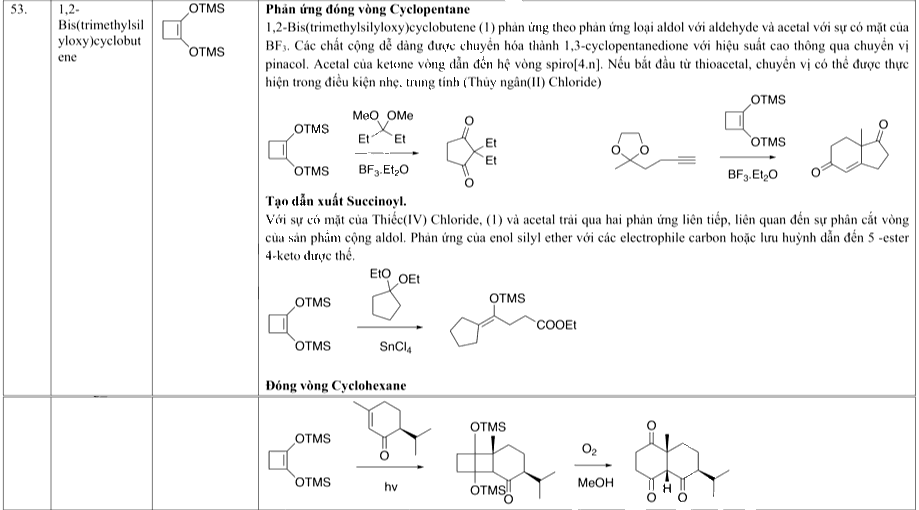 53.
1,2-
Bis(trimethylsil
yloxy)cyclobut
ene
OTMS
OTMS
Phản ứng đóng vòng Cyclopentane
1,2-Bis(trimethylsilyloxy)cyclobutene (1) phản ứng theo phản ứng loại aldol với aldehyde và acetal với sự có mặt của
BF3. Các chất cộng dễ dàng được chuyển hóa thành 1,3-cyclopentanedione với hiệu suất cao thông qua chuyển vị
pinacol. Acetal của ketone vòng dẫn đến hệ vòng spiro[4.n]. Nếu bắt đầu từ thioacetal, chuyển vị có thể được thực
hiện trong điều kiện nhẹ, trung tính (Thủy ngân(II) Chloride)
OTMS
OTMS
MeO OMe
Et Et
BF3.Et2O
O
Et
Et
O
O O
OTMS
OTMS
BF3.Et2O
O
O
Tạo dẫn xuất Succinoyl.
Với sự có mặt của Thiếc(IV) Chloride, (1) và acetal trải qua hai phản ứng liên tiếp, liên quan đến sự phân cắt vòng
của sản phẩm cộng aldol. Phản ứng của enol silyl ether với các electrophile carbon hoặc lưu huỳnh dẫn đến 5 -ester
4-keto được thế.
OTMS
OTMS
EtO OEt
SnCl4
OTMS
COOEt
Đóng vòng Cyclohexane
OTMS
OTMS
O
hv
OTMS
OTMS
O
O2
MeOH
O
H
O O